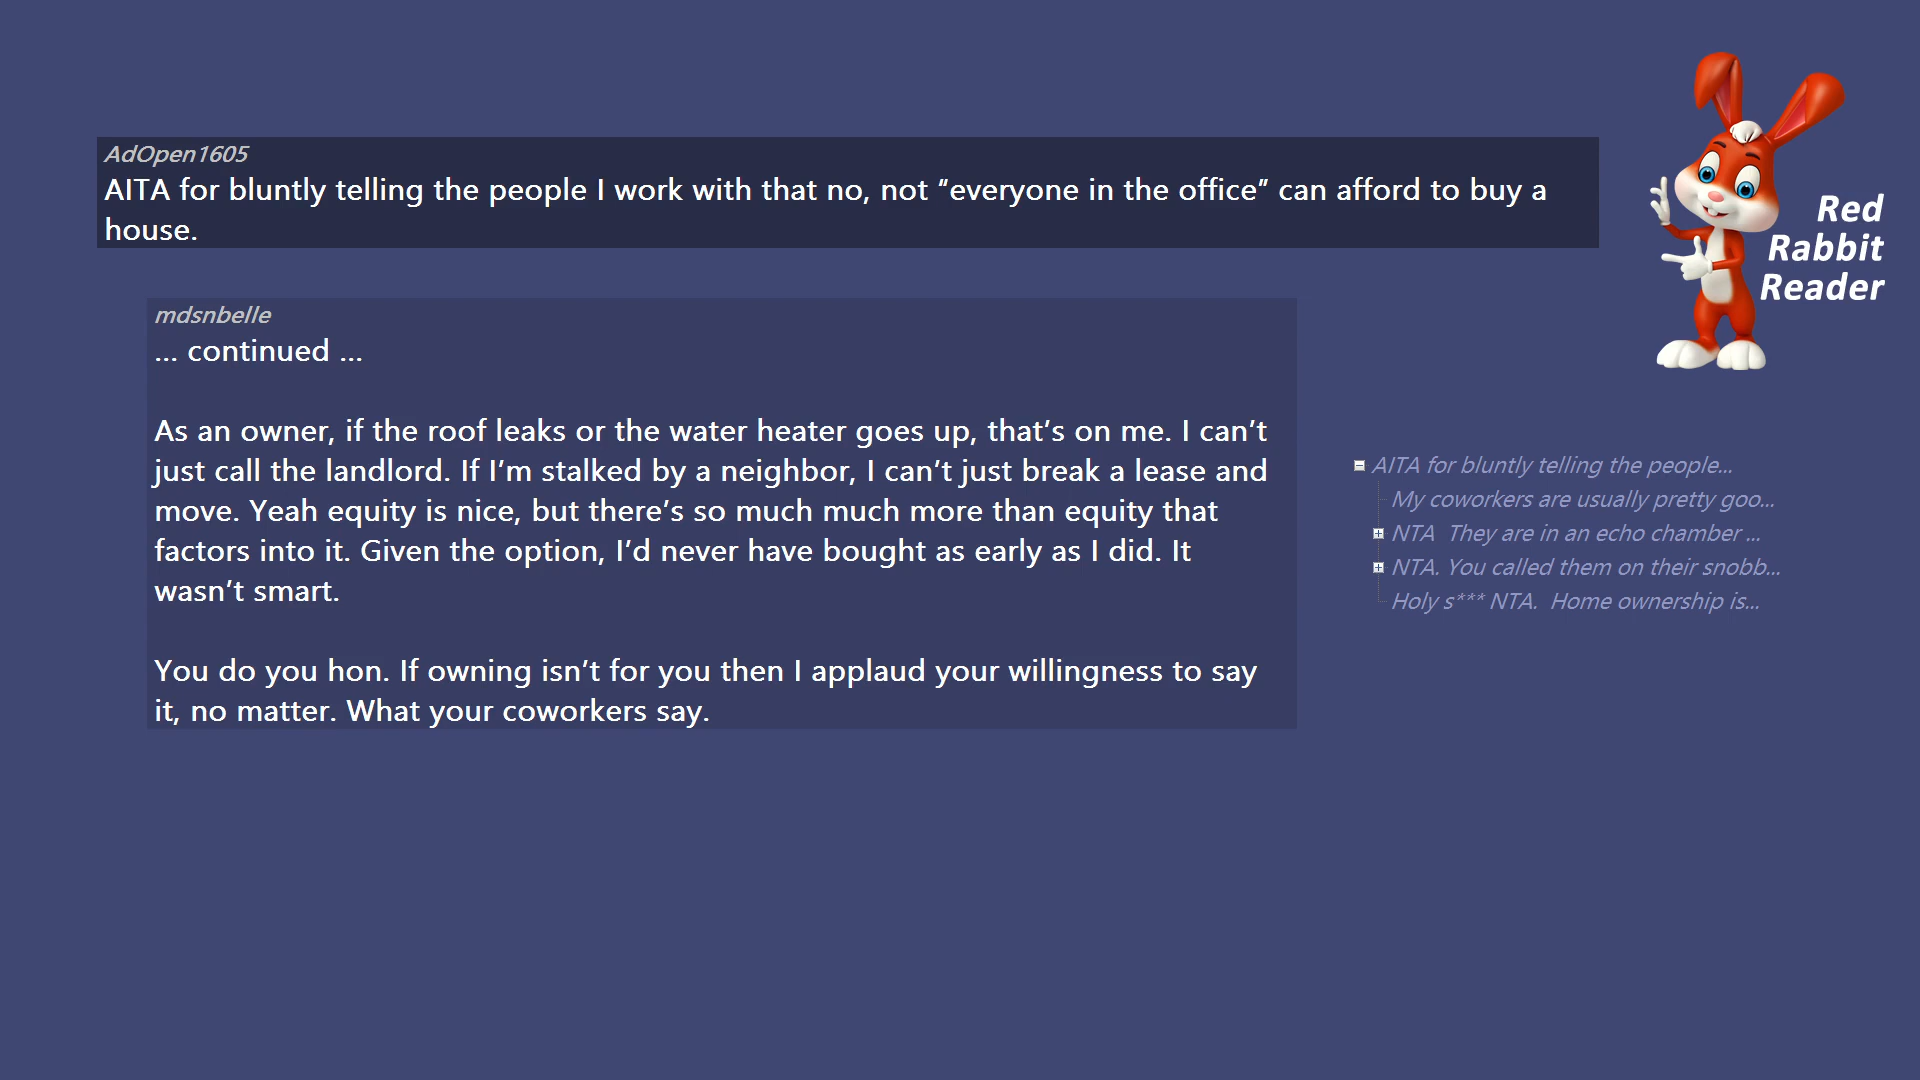 AdOpen1605
AITA for bluntly telling the people I work with that no, not “everyone in the office” can afford to buy a
house.
Red
Rabbit
Reader
mdsnbelle
... continued ...
As an owner, if the roof leaks or the water heater goes up, that’s on me. I can’t
just call the landlord. If I’m stalked by a neighbor, I can’t just break a lease and
move. Yeah equity is nice, but there’s so much much more than equity that
factors into it. Given the option, I’d never have bought as early as I did. It
wasn’t smart.
You do you hon. If owning isn’t for you then I applaud your willingness to say
it, no matter. What your coworkers say.
AITA for bluntly telling the people...
My coworkers are usually pretty goo...
NTA  They are in an echo chamber ...
NTA. You called them on their snobb...
Holy s*** NTA.  Home ownership is...